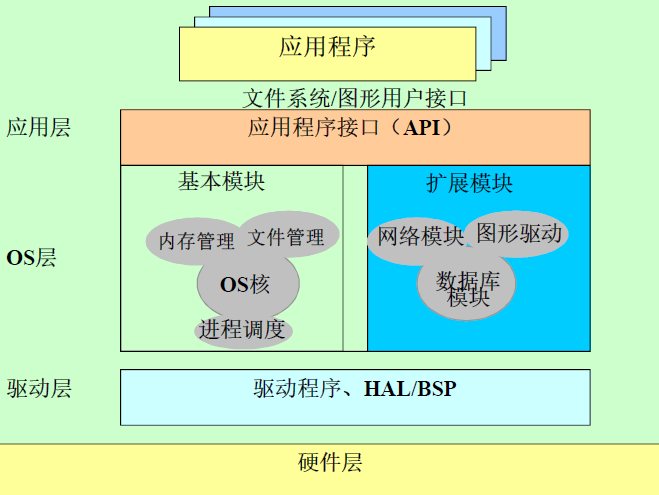 应用程序
文件系统/图形用户接口
应用层
应用程序接口（API）
基本模块
扩展模块
内存管理
文件管理
网络模块
图形驱动
OS层
OS核
数据库
模块
进程调度
驱动层
驱动程序、HAL/BSP
硬件层